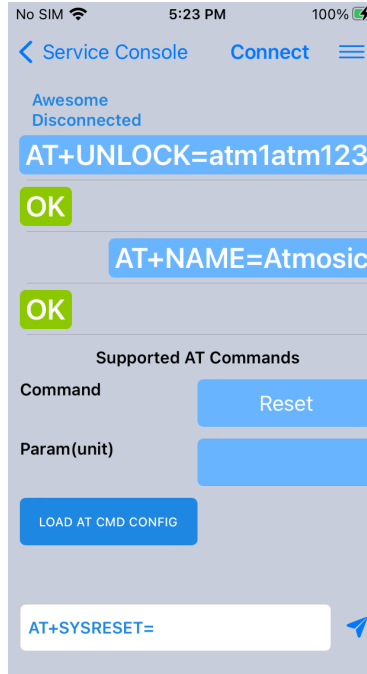 No SIM 5:23 PM 100%
Service Console Connect
Awesome
Disconnected
AT+UNLOCK=atm1atm123
OK
AT+NAME=Atmosic
OK
Supported AT Commands
Command Reset
Param(unit)
LOAD AT CMD CONFIG
AT+SYSRESET=